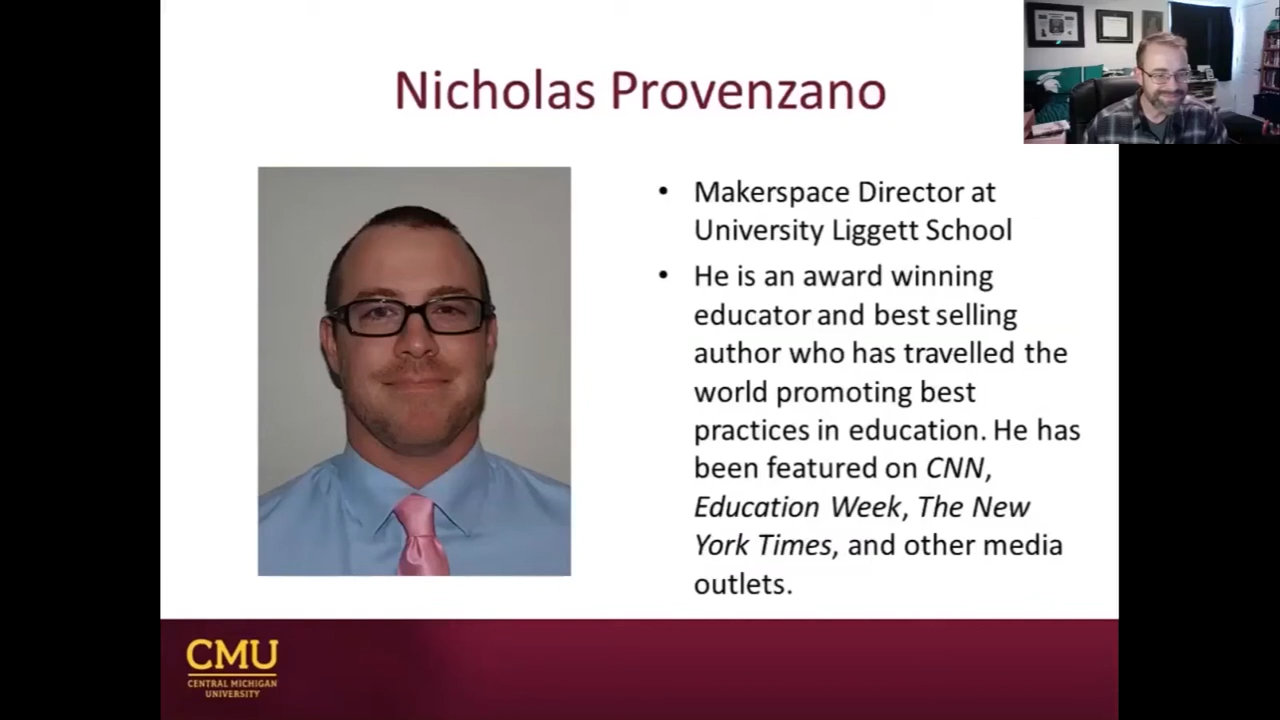 Nicholas Provenzano
• Makerspace Director at
University Liggett School
• He is an award winning
educator and best selling
author who has travelled the
world promoting best
practices in education. He has
been featured on CNN,
Education Week, The New
York Times, and other media
outlets.
CMU
CENTRAL MICHIGAN
UNIVERSITY